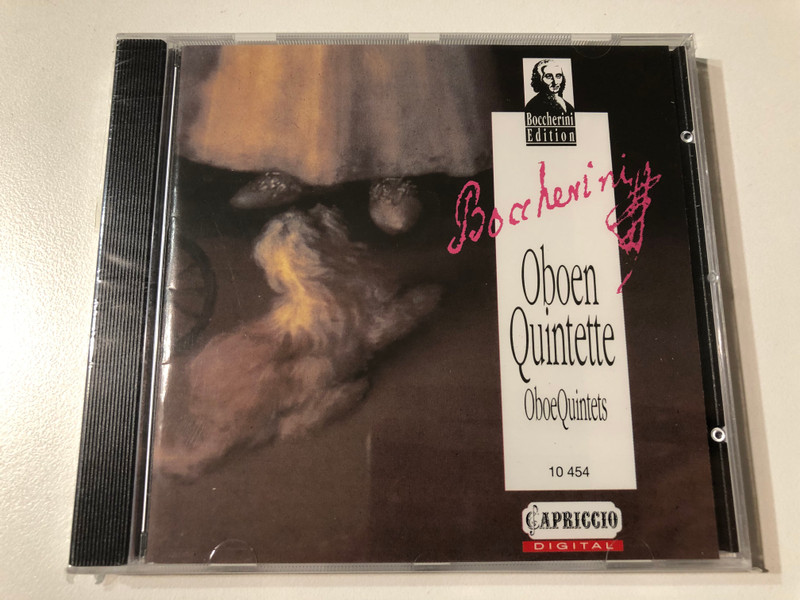 Boccherini
Edition
Boccherini
Oboen
Quintette
OboeQuintets
10 454
CAPRICCIO
DIGITAL